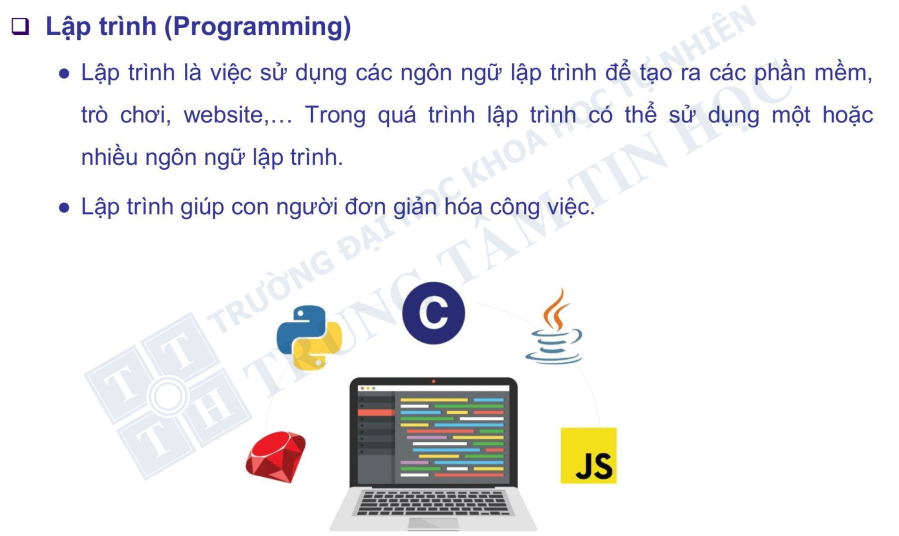 Lập trình (Programming)
Lập trình là việc sử dụng các ngôn ngữ lập trình để tạo ra các phần mềm,
trò chơi, website,… Trong quá trình lập trình có thể sử dụng một hoặc
nhiều ngôn ngữ lập trình.
Lập trình giúp con người đơn giản hóa công việc.
TRƯỜNG ĐẠI HỌC KHOA HỌC TỰ NHIÊN
TRUNG TÂM TIN HỌC
T T
T H
C
JS